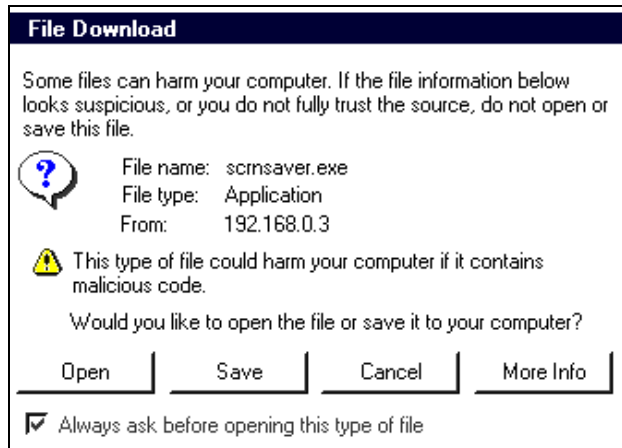 File Download
Some files can harm your computer. If the file information below
looks suspicious, or you do not fully trust the source, do not open or
save this file.
File name: scrnsaver.exe
File type: Application
From: 192.168.0.3
This type of file could harm your computer if it contains
malicious code.
Would you like to open the file or save it to your computer?
Open Save Cancel More Info
Always ask before opening this type of file